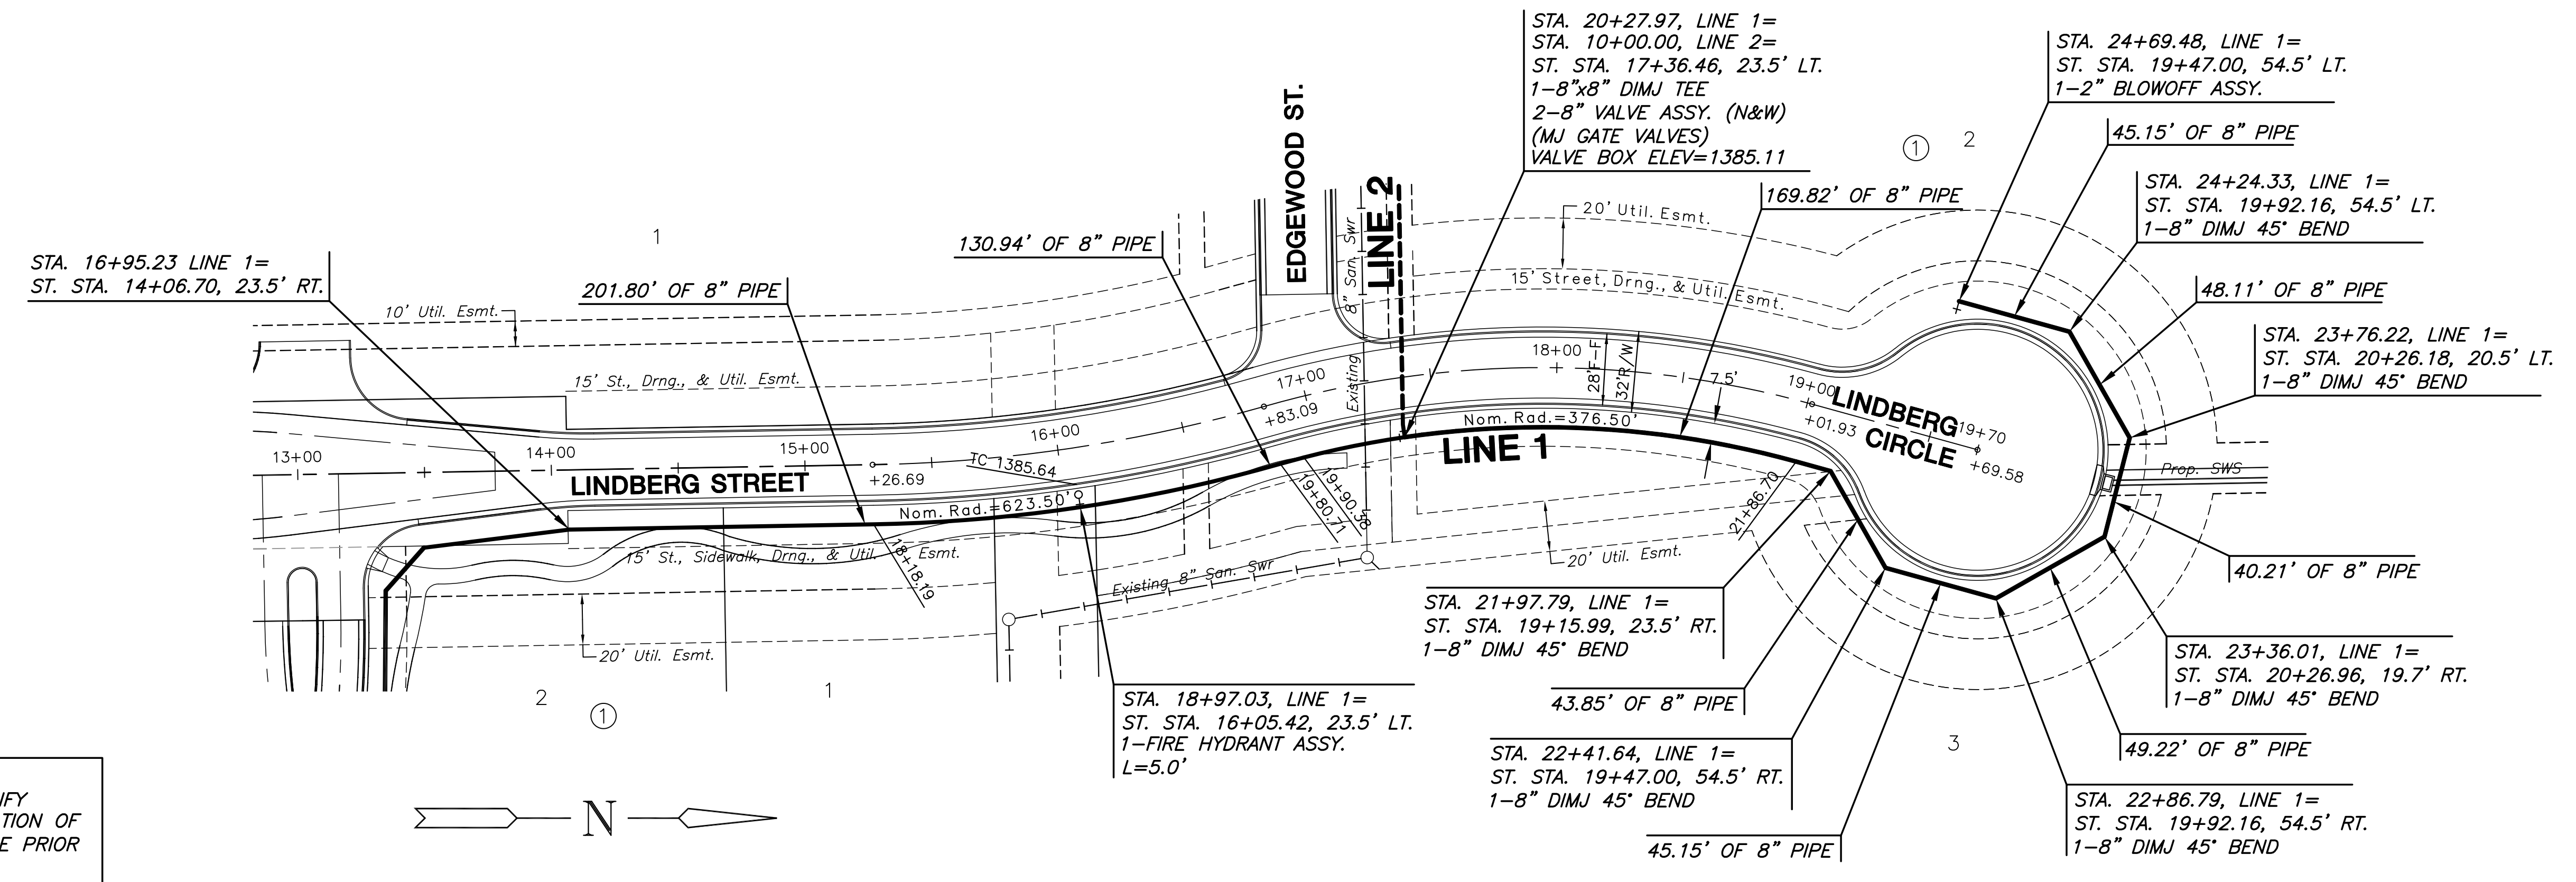 STA. 20+27.97, LINE 1=
STA. 10+00.00, LINE 2=
ST. STA. 17+36.46, 23.5' LT.
1-8"x8" DIMJ TEE
2-8" VALVE ASSY. (N&W)
(MJ GATE VALVES)
VALVE BOX ELEV=1385.11
STA. 24+69.48, LINE 1=
ST. STA. 19+47.00, 54.5' LT.
1-2" BLOWOFF ASSY.
45.15' OF 8" PIPE
STA. 24+24.33, LINE 1=
ST. STA. 19+92.16, 54.5' LT.
1-8" DIMJ 45° BEND
48.11' OF 8" PIPE
STA. 23+76.22, LINE 1=
ST. STA. 20+26.18, 20.5' LT.
1-8" DIMJ 45° BEND
1 2
169.82' OF 8" PIPE
EDGEWOOD ST.
LINE 2
8" San. Swr
Existing
20' Util. Esmt.
15' Street, Drng., & Util. Esmt.
1
130.94' OF 8" PIPE
STA. 16+95.23 LINE 1=
ST. STA. 14+06.70, 23.5' RT.
201.80' OF 8" PIPE
10' Util. Esmt.
15' St., Drng., & Util. Esmt.
13+00
14+00
15+00
16+00
17+00
18+00
19+00
19+70
+26.69
+83.09
+01.93
+69.58
28'F-F
32'R/W
7.5'
LINDBERG STREET
LINDBERG
CIRCLE
LINE 1
TC 1385.64
Nom. Rad.=623.50'
Nom. Rad.=376.50'
18+18.19
19+80.71
19+90.38
21+86.70
Prop. SWS
15' St., Sidewalk, Drng., & Util. Esmt.
20' Util. Esmt.
Existing 8" San. Swr
20' Util. Esmt.
2
1
1
STA. 18+97.03, LINE 1=
ST. STA. 16+05.42, 23.5' LT.
1-FIRE HYDRANT ASSY.
L=5.0'
STA. 21+97.79, LINE 1=
ST. STA. 19+15.99, 23.5' RT.
1-8" DIMJ 45° BEND
43.85' OF 8" PIPE
STA. 22+41.64, LINE 1=
ST. STA. 19+47.00, 54.5' RT.
1-8" DIMJ 45° BEND
45.15' OF 8" PIPE
3
40.21' OF 8" PIPE
STA. 23+36.01, LINE 1=
ST. STA. 20+26.96, 19.7' RT.
1-8" DIMJ 45° BEND
49.22' OF 8" PIPE
STA. 22+86.79, LINE 1=
ST. STA. 19+92.16, 54.5' RT.
1-8" DIMJ 45° BEND
N
IFY
TION OF
E PRIOR